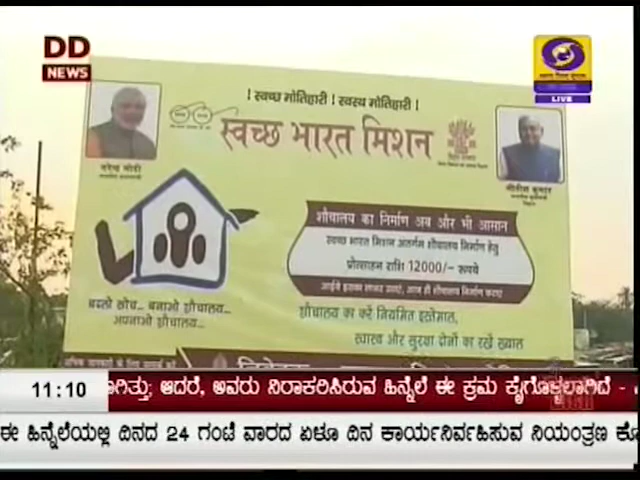 DD
NEWS
LIVE
! स्वच्छ मोतिहारी ! स्वस्थ मोतिहारी !
स्वच्छ भारत मिशन
नरेन्द्र मोदी
नीतीश कुमार
शौचालय का निर्माण अब और भी आसान
स्वच्छ भारत मिशन अंतर्गत शौचालय निर्माण हेतु
प्रोत्साहन राशि 12000/- रूपये
बदलो सोच... बनाओ शौचालय...
अपनाओ शौचालय...
शौचालय का करें नियमित इस्तेमाल,
स्वास्थ और सुरक्षा दोनों का रखें ख्याल
11:10
ಾಗಿತ್ತು; ಆದರೆ, ಅವರು ನಿರಾಕರಿಸಿರುವ ಹಿನ್ನೆಲೆ ಈ ಕ್ರಮ ಕೈಗೊಳ್ಳಲಾಗಿದೆ -
ಈ ಹಿನ್ನೆಲೆಯಲ್ಲಿ ದಿನದ 24 ಗಂಟೆ ವಾರದ ಏಳೂ ದಿನ ಕಾರ್ಯನಿರ್ವಹಿಸುವ ನಿಯಂತ್ರಣ ಕೊ